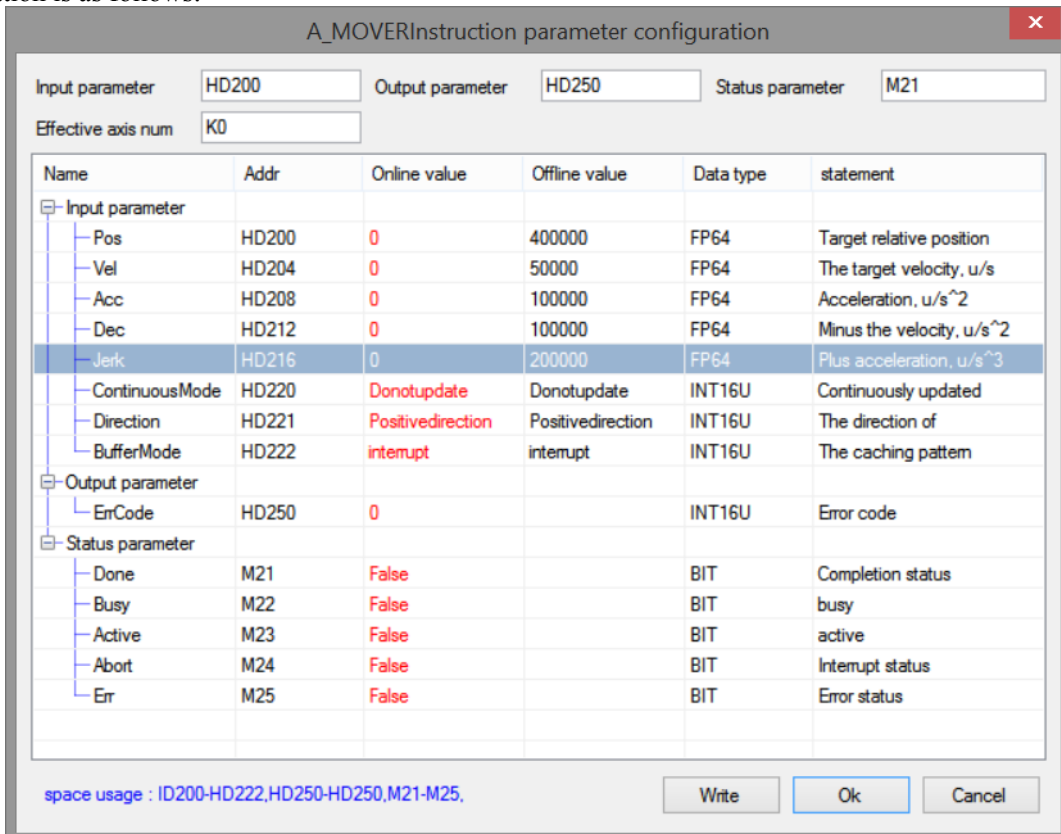 tion is as follows.
A_MOVERInstruction parameter configuration
Input parameter HD200 Output parameter HD250 Status parameter M21
Effective axis num K0
Name Addr Online value Offline value Data type statement
Input parameter
Pos HD200 0 400000 FP64 Target relative position
Vel HD204 0 50000 FP64 The target velocity, u/s
Acc HD208 0 100000 FP64 Acceleration, u/s^2
Dec HD212 0 100000 FP64 Minus the velocity, u/s^2
Jerk HD216 0 200000 FP64 Plus acceleration, u/s^3
ContinuousMode HD220 Donotupdate Donotupdate INT16U Continuously updated
Direction HD221 Positivedirection Positivedirection INT16U The direction of
BufferMode HD222 interrupt interrupt INT16U The caching pattern
Output parameter
ErrCode HD250 0 INT16U Error code
Status parameter
Done M21 False BIT Completion status
Busy M22 False BIT busy
Active M23 False BIT active
Abort M24 False BIT Interrupt status
Err M25 False BIT Error status
space usage : ID200-HD222,HD250-HD250,M21-M25, Write Ok Cancel